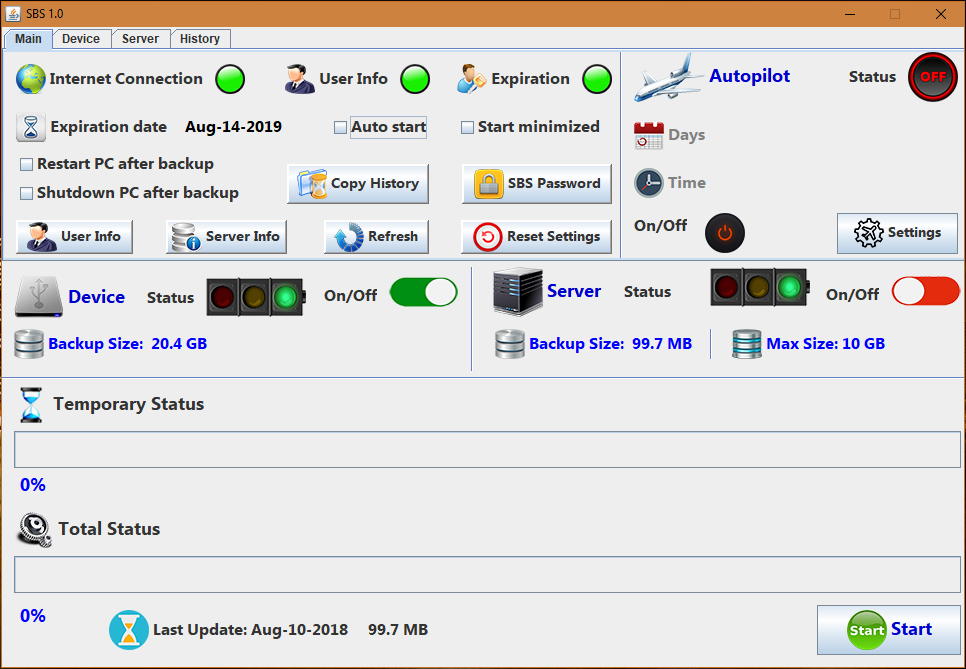 SBS 1.0
Main Device Server History
Internet Connection User Info Expiration
Autopilot Status OFF
Expiration date Aug-14-2019 Auto start Start minimized
Days
Restart PC after backup
Shutdown PC after backup
Copy History SBS Password
Time
User Info Server Info Refresh Reset Settings
On/Off Settings
Device Status On/Off
Server Status On/Off
Backup Size: 20.4 GB
Backup Size: 99.7 MB Max Size: 10 GB
Temporary Status
0%
Total Status
0%
Last Update: Aug-10-2018 99.7 MB
Start Start